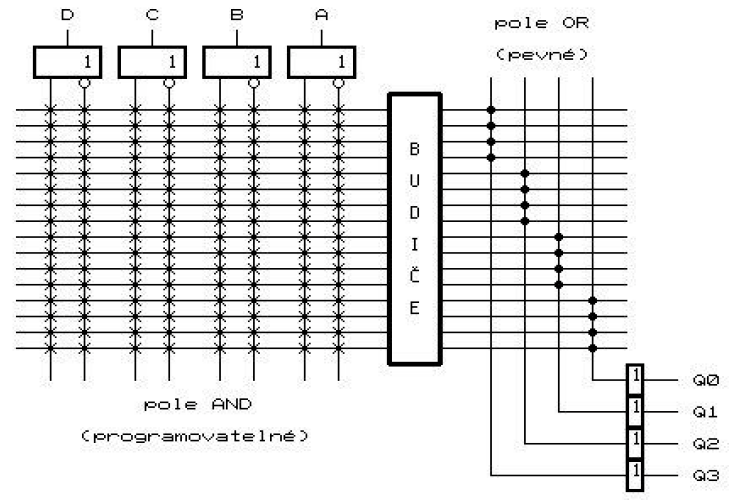 D C B A
pole OR
(pevné)
1 1 1 1
B
U
D
I
Č
E
pole AND
(programovatelné)
1 Q0
1 Q1
1 Q2
1 Q3